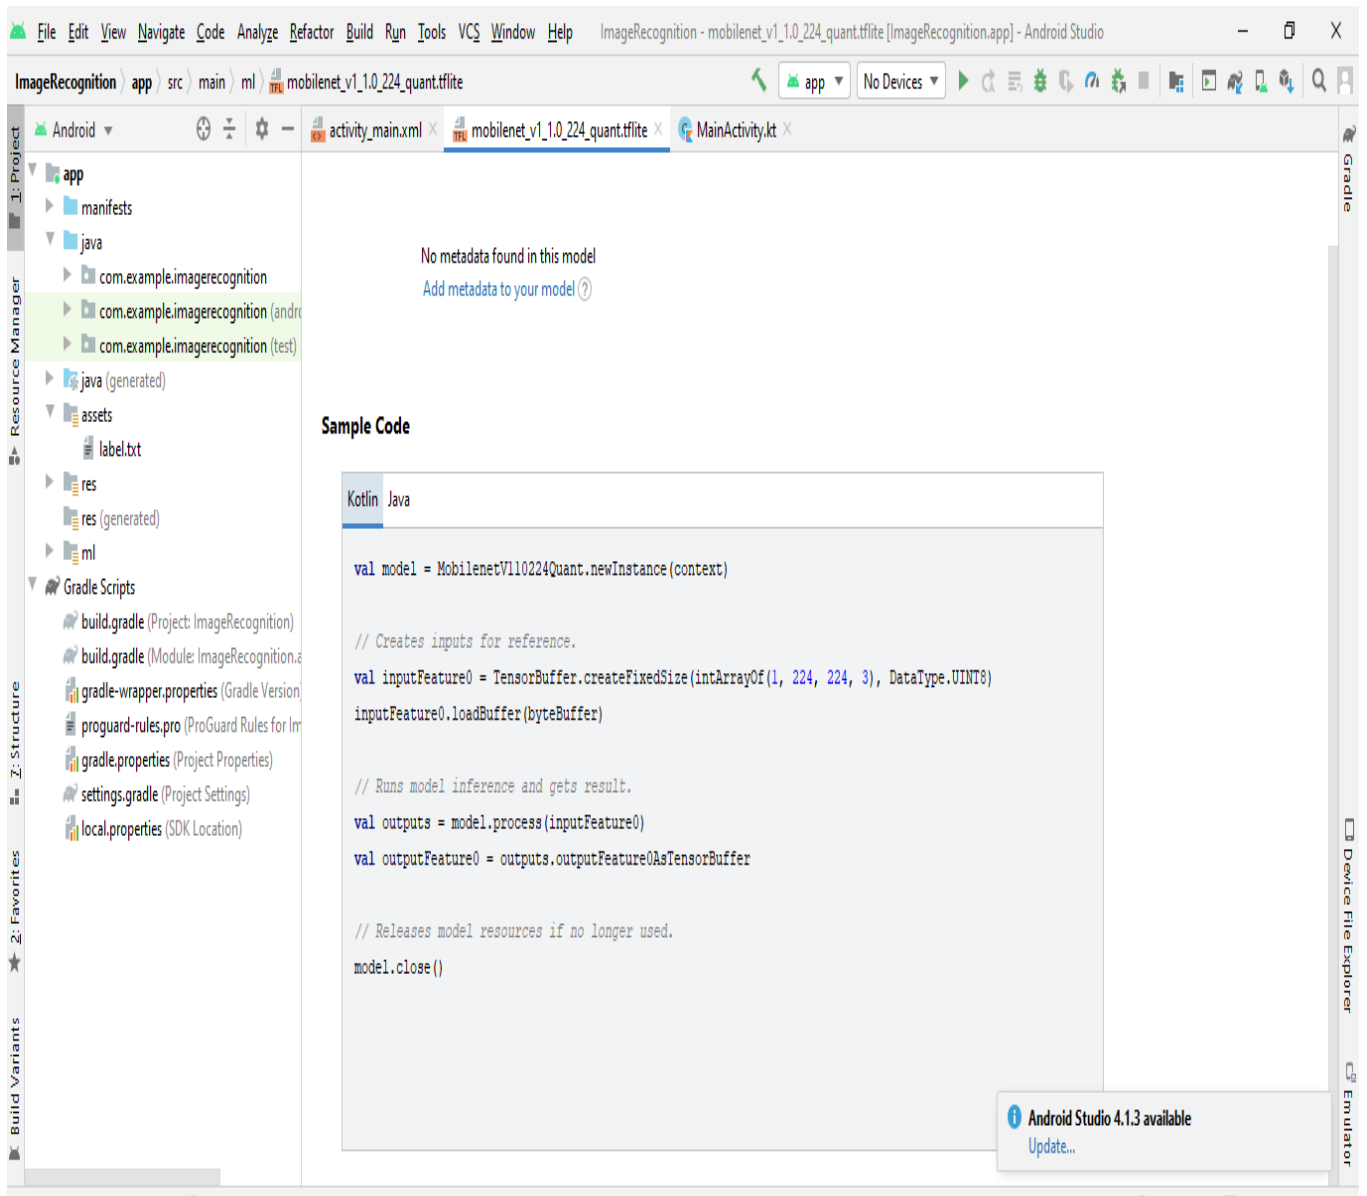 File Edit View Navigate Code Analyze Refactor Build Run Tools VCS Window Help ImageRecognition - mobilenet_v1_1.0_224_quant.tflite [ImageRecognition.app] - Android Studio
ImageRecognition app src main ml mobilenet_v1_1.0_224_quant.tflite app No Devices
Android activity_main.xml mobilenet_v1_1.0_224_quant.tflite MainActivity.kt
1: Project
Resource Manager
7: Structure
2: Favorites
Build Variants
app
manifests
java
com.example.imagerecognition
com.example.imagerecognition (andro
com.example.imagerecognition (test)
java (generated)
assets
label.txt
res
res (generated)
ml
Gradle Scripts
build.gradle (Project: ImageRecognition)
build.gradle (Module: ImageRecognition.a
gradle-wrapper.properties (Gradle Version)
proguard-rules.pro (ProGuard Rules for Im
gradle.properties (Project Properties)
settings.gradle (Project Settings)
local.properties (SDK Location)
No metadata found in this model
Add metadata to your model ?
Sample Code
Kotlin Java
val model = MobilenetV110224Quant.newInstance(context)
// Creates inputs for reference.
val inputFeature0 = TensorBuffer.createFixedSize(intArrayOf(1, 224, 224, 3), DataType.UINT8)
inputFeature0.loadBuffer(byteBuffer)
// Runs model inference and gets result.
val outputs = model.process(inputFeature0)
val outputFeature0 = outputs.outputFeature0AsTensorBuffer
// Releases model resources if no longer used.
model.close()
Android Studio 4.1.3 available
Update...
Gradle
Device File Explorer
Emulator